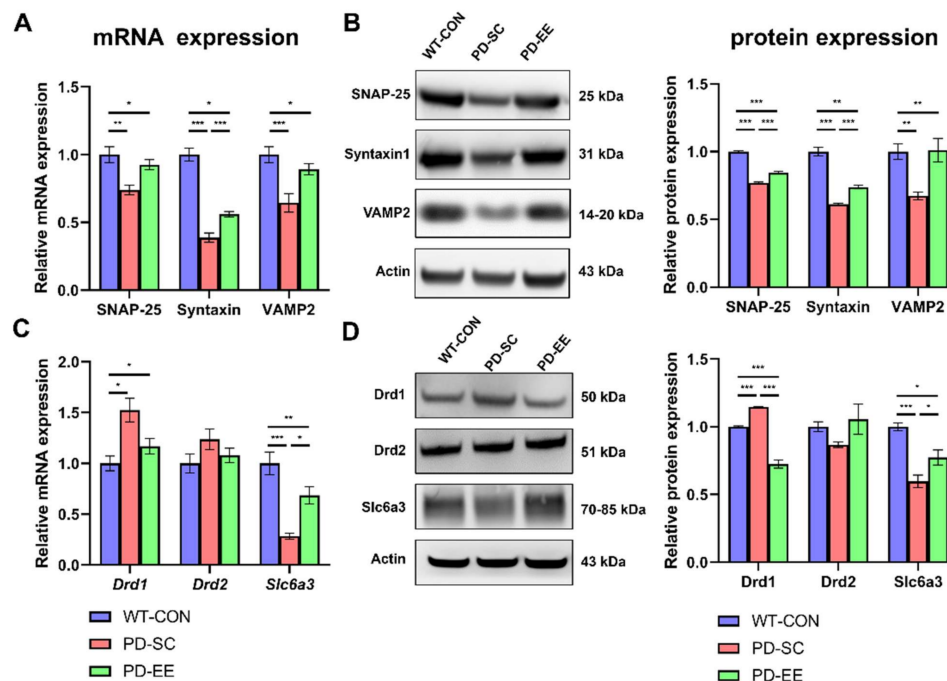 A
mRNA expression
Relative mRNA expression
1.5
1.0
0.5
0.0
*
**
*
*** ***
*
***
SNAP-25 Syntaxin VAMP2
B
WT-CON PD-SC PD-EE
SNAP-25 25 kDa
Syntaxin1 31 kDa
VAMP2 14-20 kDa
Actin 43 kDa
protein expression
Relative protein expression
1.5
1.0
0.5
0.0
***
*** ***
**
*** ***
**
**
SNAP-25 Syntaxin VAMP2
C
Relative mRNA expression
2.0
1.5
1.0
0.5
0.0
*
*
**
*** *
Drd1 Drd2 Slc6a3
WT-CON
PD-SC
PD-EE
D
WT-CON PD-SC PD-EE
Drd1 50 kDa
Drd2 51 kDa
Slc6a3 70-85 kDa
Actin 43 kDa
Relative protein expression
1.5
1.0
0.5
0.0
***
*** ***
*
*** *
Drd1 Drd2 Slc6a3
WT-CON
PD-SC
PD-EE